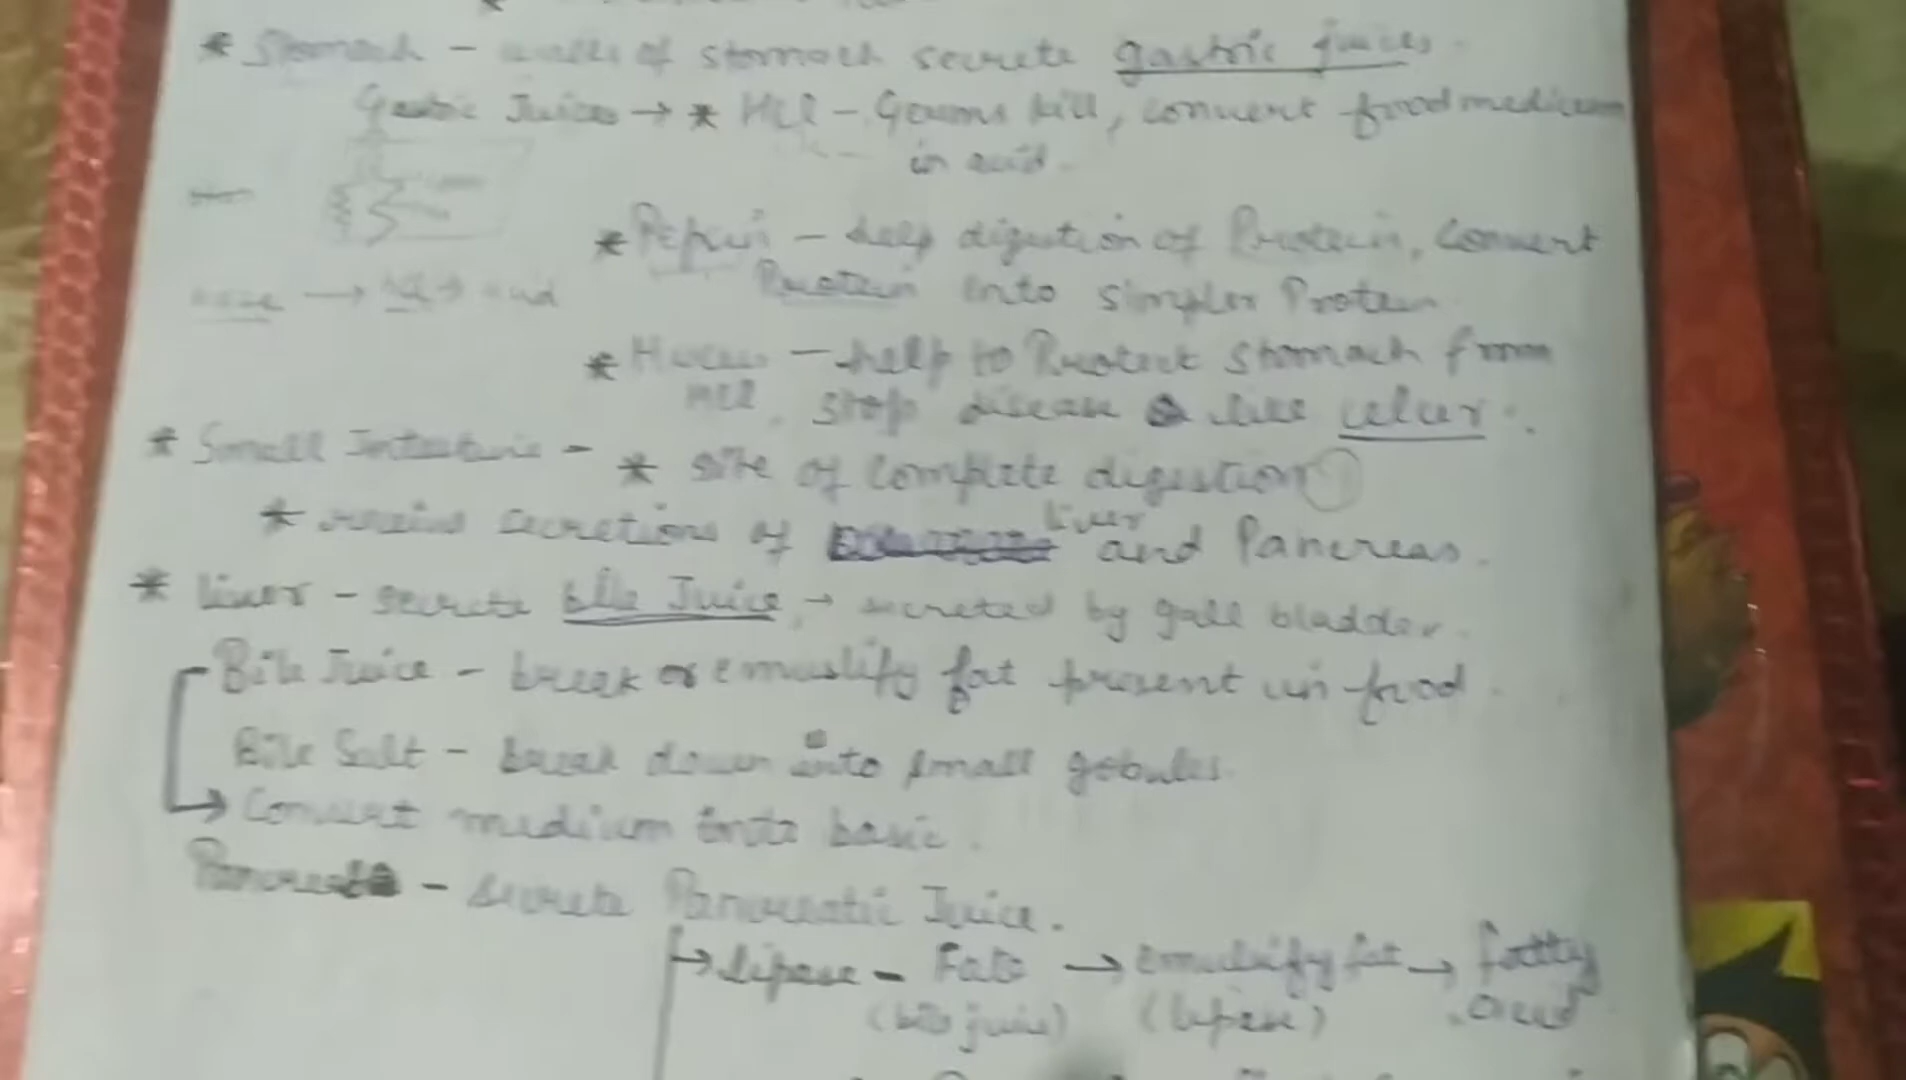 * Stomach - walls of stomach secrete gastric juices.
Gastric Juices → * HCl - Germs kill, convert food medium
in acid.
* Pepsin - help digestion of Protein, convert
Protein into simpler Protein
* Mucus - help to Protect stomach from
HCl, stop disease like ulcer.
* Small Intestine - * site of complete digestion
* secretions of liver and Pancreas.
* Liver - secrete bile Juice, → secreted by gall bladder.
Bile Juice - break or emuslify fat present in food.
Bile Salt - break down into small gobules.
→ Convert medium into basic.
Pancreas - secrete Pancreatic Juice.
→ Lipase - Fats → emulsify fat → fatty
(bile juice) (lipase) acid